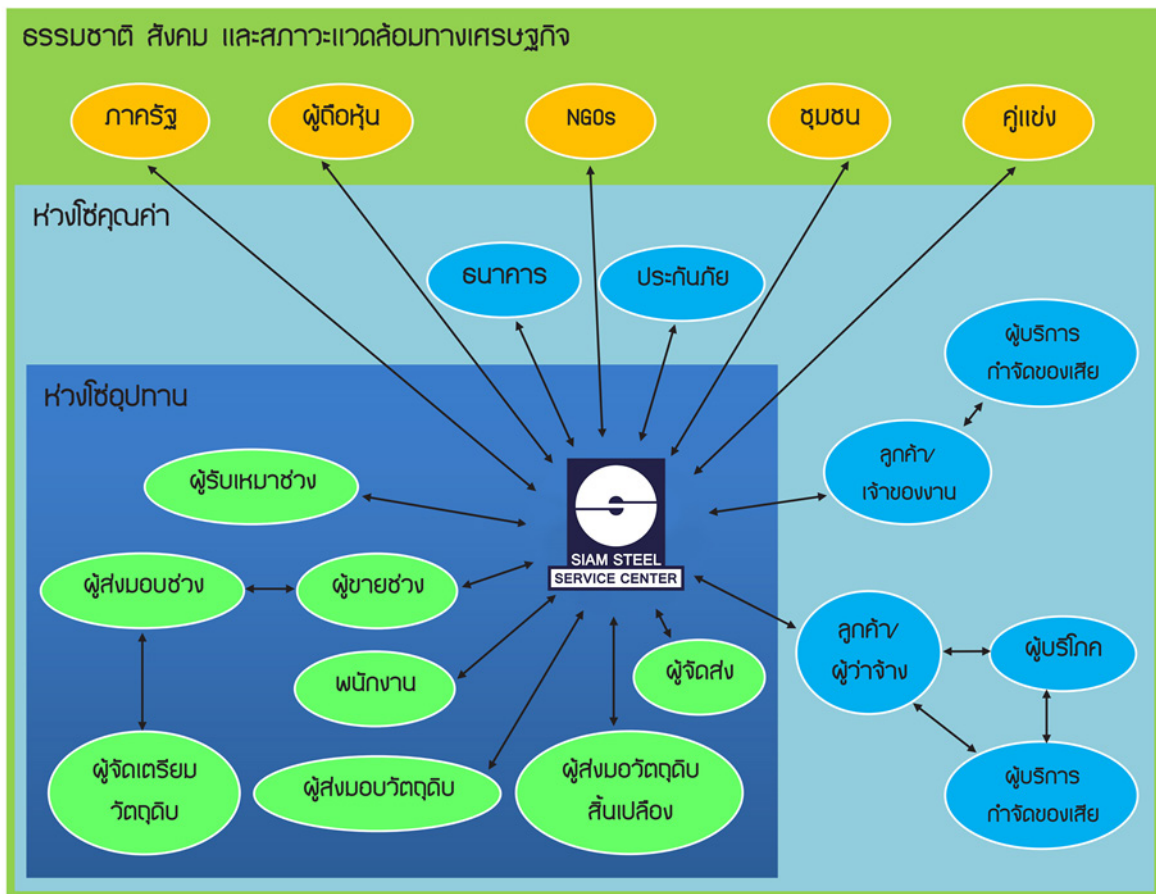 ธรรมชาติ สังคม และสภาวะแวดล้อมทางเศรษฐกิจ
ภาครัฐ
ผู้ถือหุ้น
NGOs
ชุมชน
คู่แข่ง
ห่วงโซ่คุณค่า
ธนาคาร
ประกันภัย
ผู้บริการ
กำจัดของเสีย
ห่วงโซ่อุปทาน
ผู้รับเหมาช่วง
ลูกค้า/
เจ้าของงาน
SIAM STEEL
SERVICE CENTER
ผู้ส่งมอบช่วง
ผู้ขายช่วง
พนักงาน
ผู้จัดส่ง
ลูกค้า/
ผู้ว่าจ้าง
ผู้บริโภค
ผู้จัดเตรียม
วัตถุดิบ
ผู้ส่งมอบวัตถุดิบ
ผู้ส่งมอวัตถุดิบ
สิ้นเปลือง
ผู้บริการ
กำจัดของเสีย